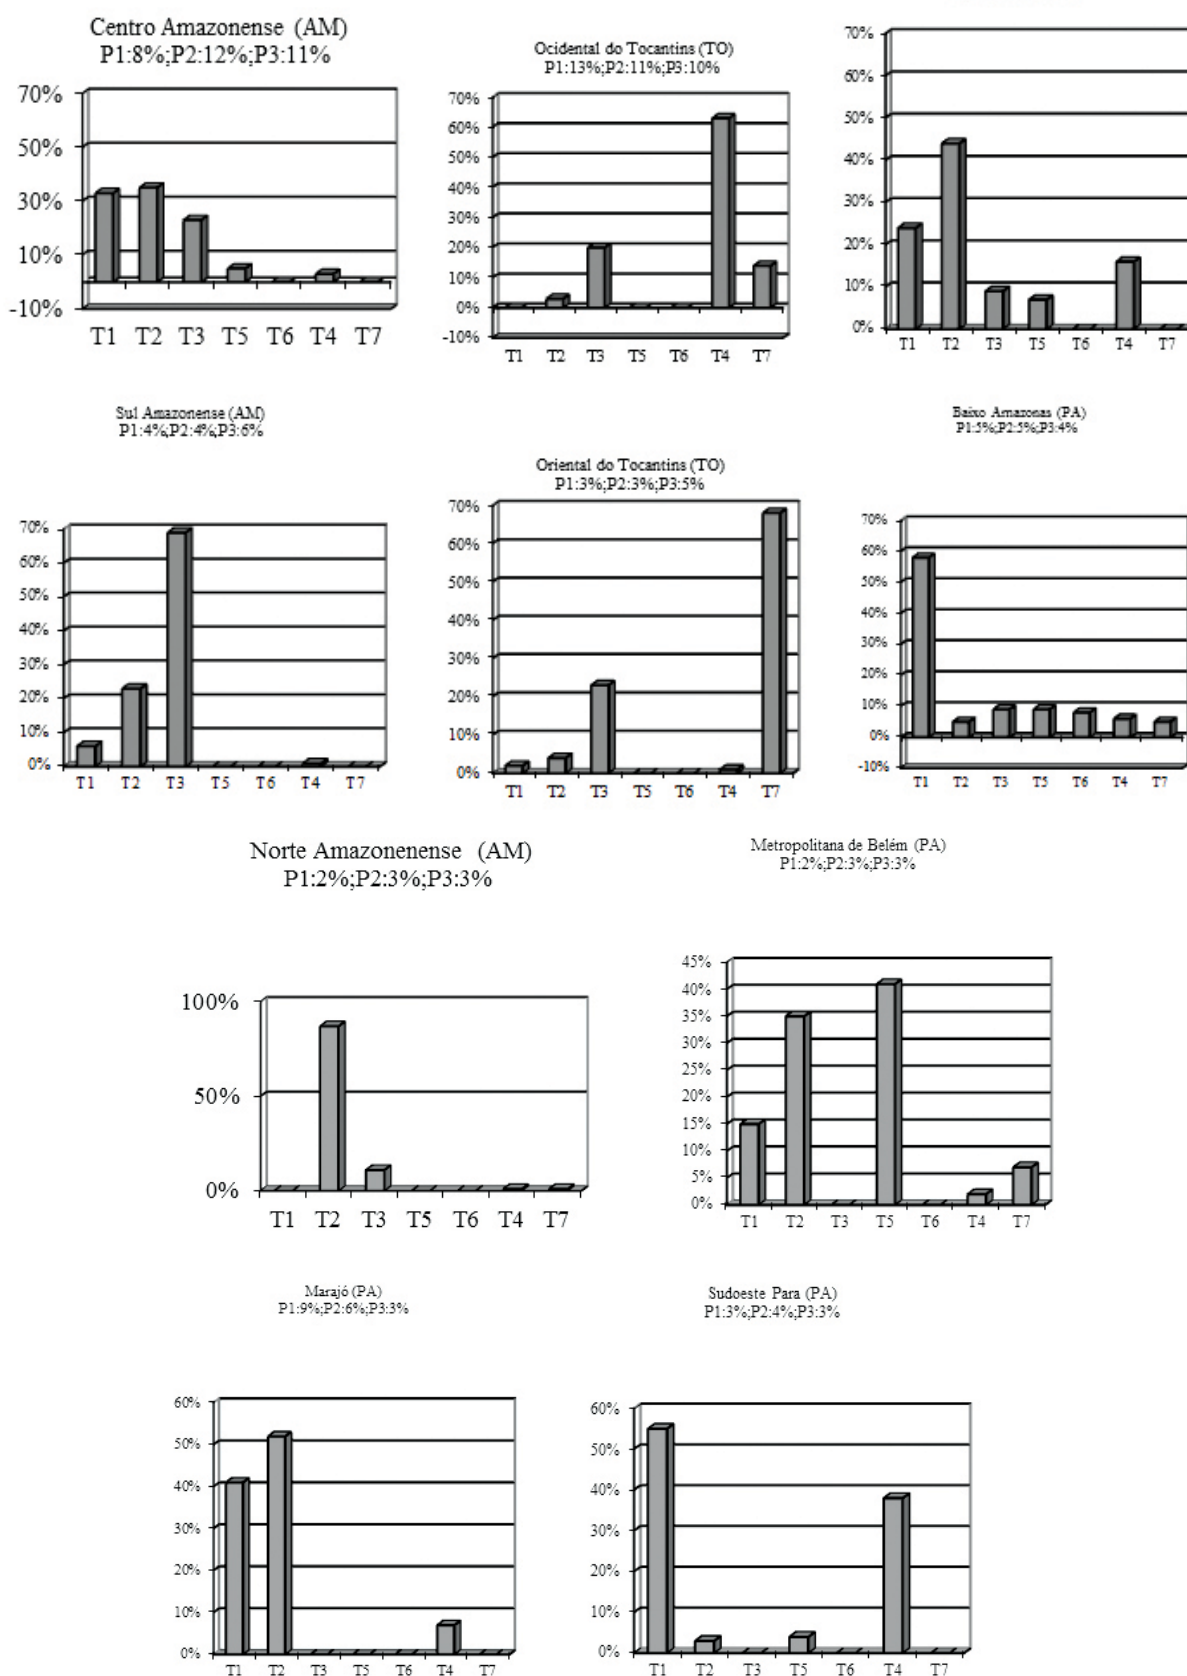 Centro Amazonense (AM)
P1:8%;P2:12%;P3:11%
70%
50%
30%
10%
-10%
T1 T2 T3 T5 T6 T4 T7
Ocidental do Tocantins (TO)
P1:13%;P2:11%;P3:10%
70%
60%
50%
40%
30%
20%
10%
0%
-10%
T1 T2 T3 T5 T6 T4 T7
70%
60%
50%
40%
30%
20%
10%
0%
T1 T2 T3 T5 T6 T4 T7
Sul Amazonense (AM)
P1:4%;P2:4%;P3:6%
70%
60%
50%
40%
30%
20%
10%
0%
T1 T2 T3 T5 T6 T4 T7
Oriental do Tocantins (TO)
P1:3%;P2:3%;P3:5%
70%
60%
50%
40%
30%
20%
10%
0%
T1 T2 T3 T5 T6 T4 T7
Baixo Amazonas (PA)
P1:5%;P2:5%;P3:4%
70%
60%
50%
40%
30%
20%
10%
0%
-10%
T1 T2 T3 T5 T6 T4 T7
Norte Amazonenense (AM)
P1:2%;P2:3%;P3:3%
100%
50%
0%
T1 T2 T3 T5 T6 T4 T7
Metropolitana de Belém (PA)
P1:2%;P2:3%;P3:3%
45%
40%
35%
30%
25%
20%
15%
10%
5%
0%
T1 T2 T3 T5 T6 T4 T7
Marajó (PA)
P1:9%;P2:6%;P3:3%
60%
50%
40%
30%
20%
10%
0%
T1 T2 T3 T5 T6 T4 T7
Sudoeste Para (PA)
P1:3%;P2:4%;P3:3%
60%
50%
40%
30%
20%
10%
0%
T1 T2 T3 T5 T6 T4 T7